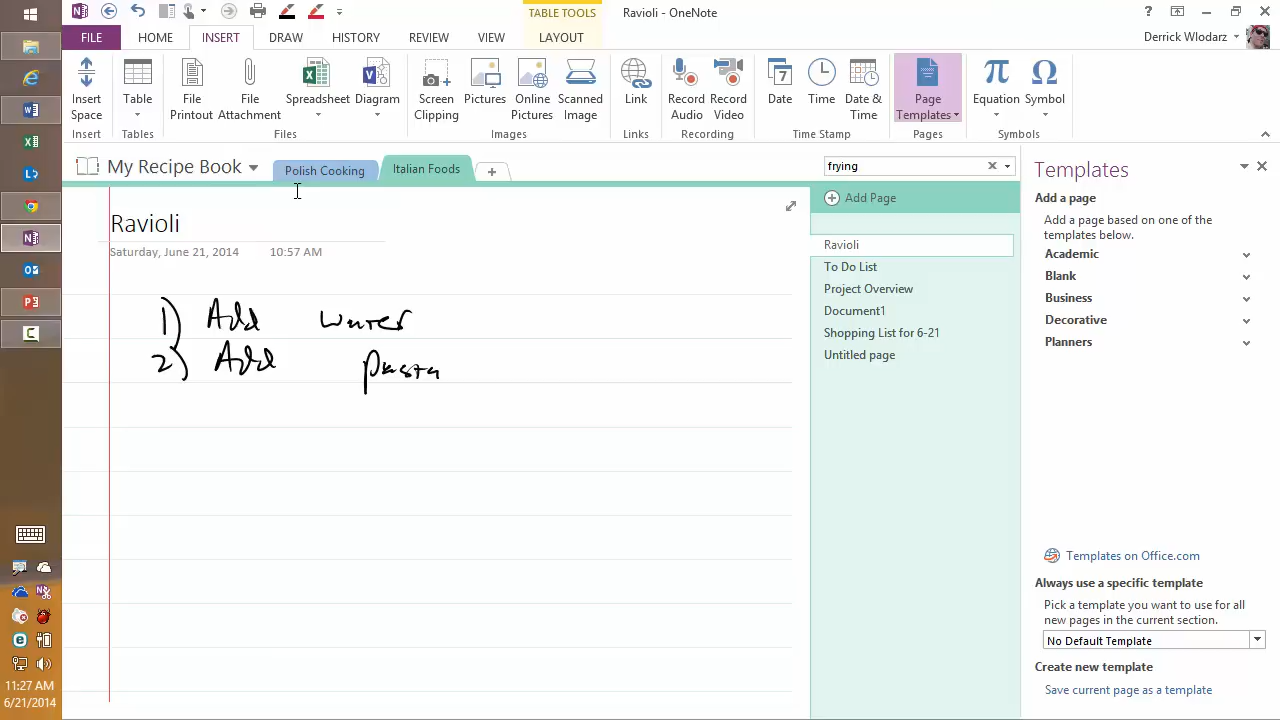 TABLE TOOLS
Ravioli - OneNote
FILE HOME INSERT DRAW HISTORY REVIEW VIEW LAYOUT
Derrick Wlodarz
Insert Space
Table
File Printout
File Attachment
Spreadsheet
Diagram
Screen Clipping
Pictures
Online Pictures
Scanned Image
Link
Record Audio
Record Video
Date
Time
Date & Time
Page Templates
Equation
Symbol
Insert Tables Files Images Links Recording Time Stamp Pages Symbols
My Recipe Book
Polish Cooking
Italian Foods
frying
Ravioli
Saturday, June 21, 2014 10:57 AM
1) Add water
2) Add pasta
Add Page
Ravioli
To Do List
Project Overview
Document1
Shopping List for 6-21
Untitled page
Templates
Add a page
Add a page based on one of the
templates below.
Academic
Blank
Business
Decorative
Planners
Templates on Office.com
Always use a specific template
Pick a template you want to use for all
new pages in the current section.
No Default Template
Create new template
Save current page as a template
11:27 AM
6/21/2014